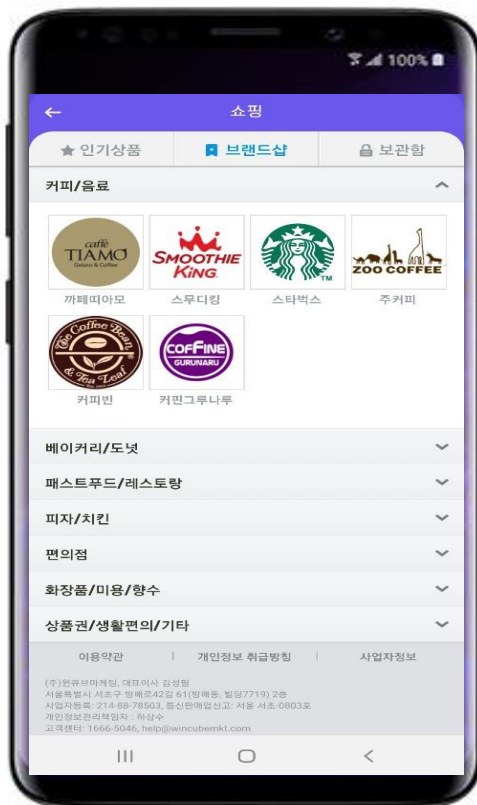 100%
쇼핑
인기상품 브랜드샵 보관함
커피/음료
caffé TIAMO Gelato & Coffee
SMOOTHIE KING
TM
ZOO COFFEE
까페띠아모 스무디킹 스타벅스 주커피
The Coffee Bean & Tea Leaf
COFFINE GURUNARU
커피빈 커핀그루나루
베이커리/도넛
패스트푸드/레스토랑
피자/치킨
편의점
화장품/미용/향수
상품권/생활편의/기타
이용약관 | 개인정보 취급방침 | 사업자정보
(주)윈큐브마케팅, 대표이사 김성필
서울특별시 서초구 방배로42길 61(방배동, 빌딩7719) 2층
사업자등록: 214-88-78503, 통신판매업신고: 서울 서초-0803호
개인정보관리책임자 : 하상수
고객센터: 1666-5046, help@wincubemkt.com